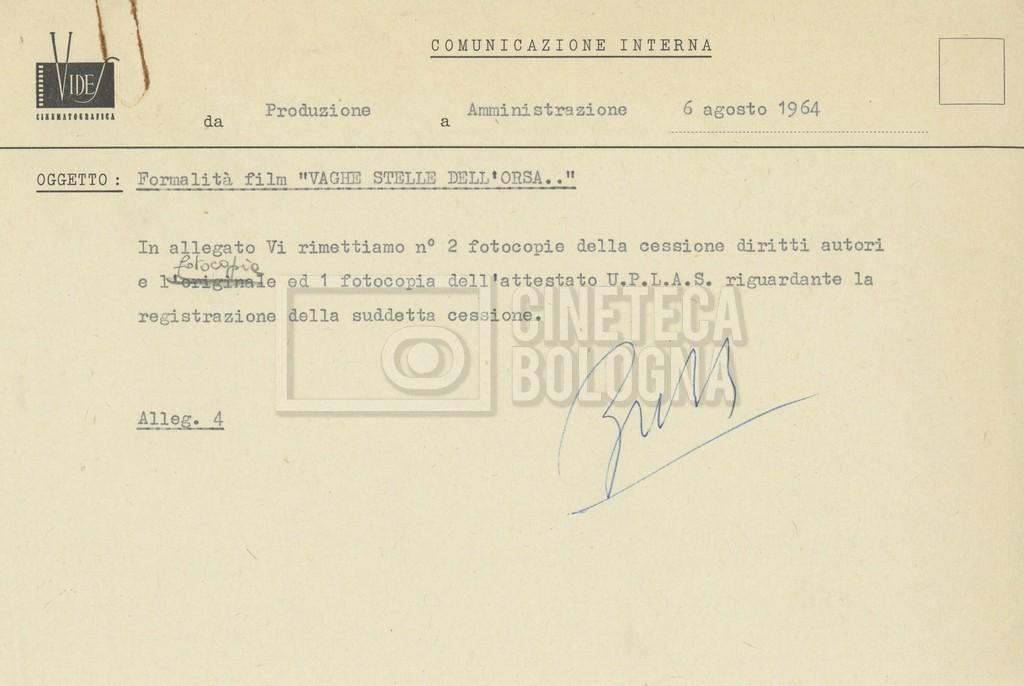 COMUNICAZIONE INTERNA
VIDES
CINEMATOGRAFICA
da Produzione a Amministrazione 6 agosto 1964
OGGETTO: Formalità film "VAGHE STELLE DELL'ORSA.."
In allegato Vi rimettiamo n° 2 fotocopie della cessione diritti autori
fotocopia
e l'originale ed 1 fotocopia dell'attestato U.P.L.A.S. riguardante la
registrazione della suddetta cessione.
CINETECA
BOLOGNA
Alleg. 4